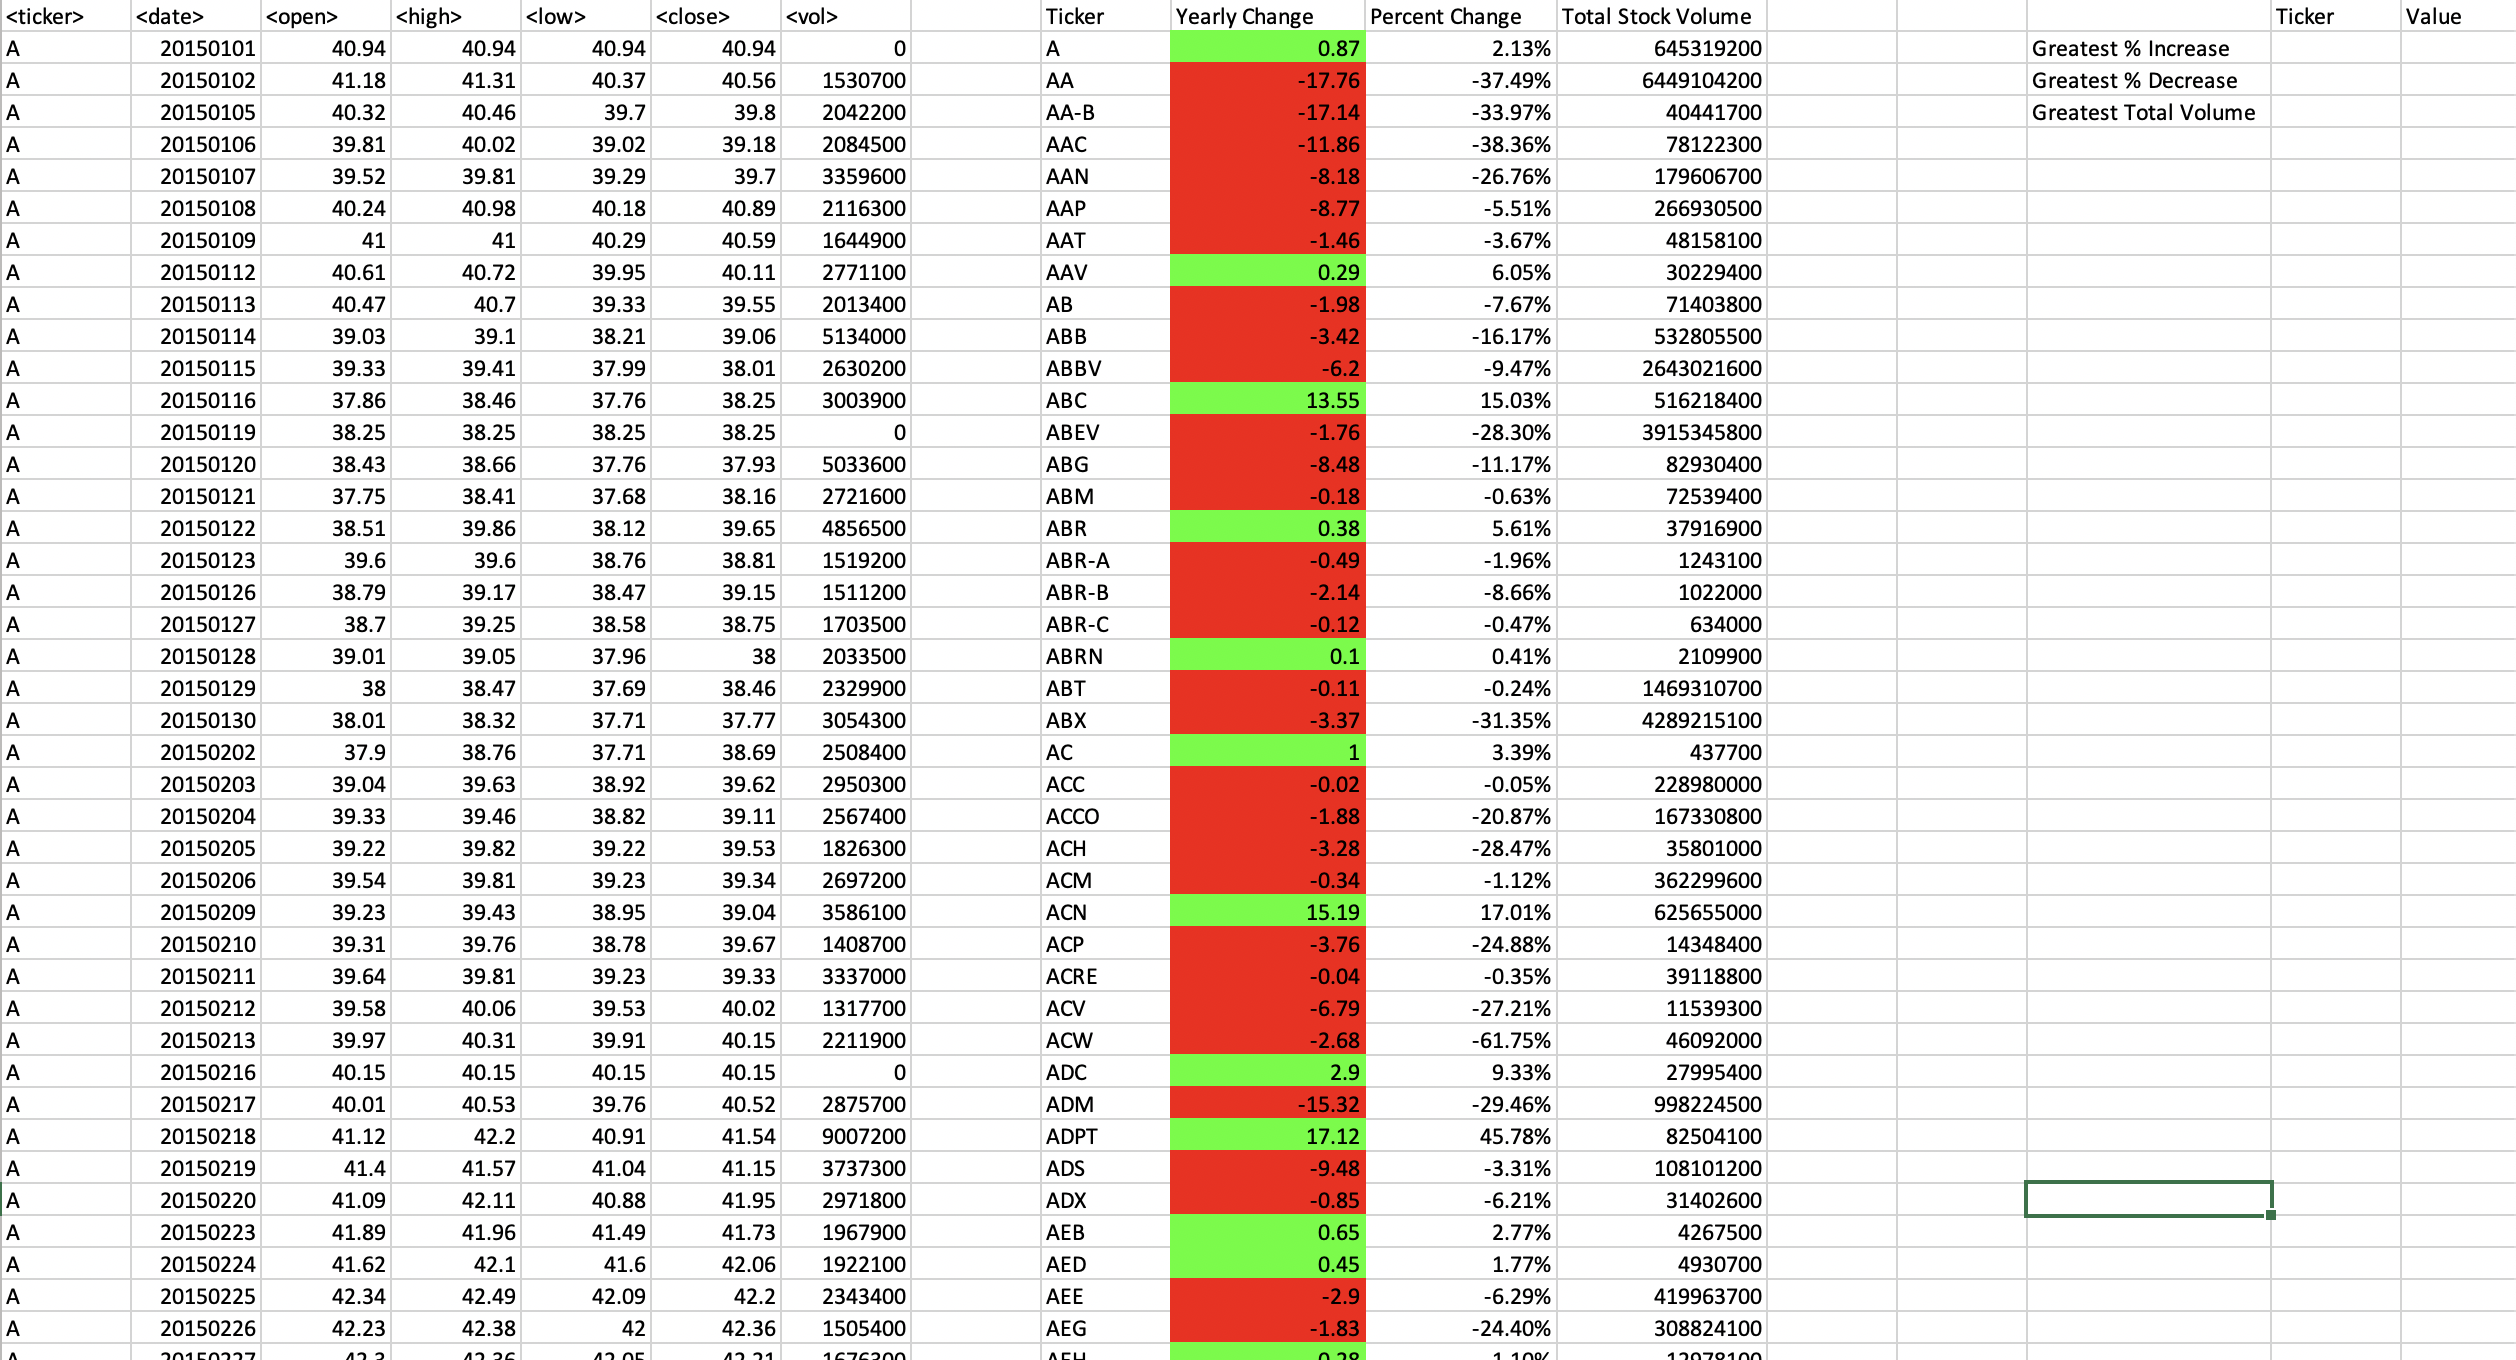 <ticker> <date> <open> <high> <low> <close> <vol> Ticker Yearly Change Percent Change Total Stock Volume Ticker Value
A 20150101 40.94 40.94 40.94 40.94 0 A 0.87 2.13% 645319200 Greatest % Increase
A 20150102 41.18 41.31 40.37 40.56 1530700 AA -17.76 -37.49% 6449104200 Greatest % Decrease
A 20150105 40.32 40.46 39.7 39.8 2042200 AA-B -17.14 -33.97% 40441700 Greatest Total Volume
A 20150106 39.81 40.02 39.02 39.18 2084500 AAC -11.86 -38.36% 78122300
A 20150107 39.52 39.81 39.29 39.7 3359600 AAN -8.18 -26.76% 179606700
A 20150108 40.24 40.98 40.18 40.89 2116300 AAP -8.77 -5.51% 266930500
A 20150109 41 41 40.29 40.59 1644900 AAT -1.46 -3.67% 48158100
A 20150112 40.61 40.72 39.95 40.11 2771100 AAV 0.29 6.05% 30229400
A 20150113 40.47 40.7 39.33 39.55 2013400 AB -1.98 -7.67% 71403800
A 20150114 39.03 39.1 38.21 39.06 5134000 ABB -3.42 -16.17% 532805500
A 20150115 39.33 39.41 37.99 38.01 2630200 ABBV -6.2 -9.47% 2643021600
A 20150116 37.86 38.46 37.76 38.25 3003900 ABC 13.55 15.03% 516218400
A 20150119 38.25 38.25 38.25 38.25 0 ABEV -1.76 -28.30% 3915345800
A 20150120 38.43 38.66 37.76 37.93 5033600 ABG -8.48 -11.17% 82930400
A 20150121 37.75 38.41 37.68 38.16 2721600 ABM -0.18 -0.63% 72539400
A 20150122 38.51 39.86 38.12 39.65 4856500 ABR 0.38 5.61% 37916900
A 20150123 39.6 39.6 38.76 38.81 1519200 ABR-A -0.49 -1.96% 1243100
A 20150126 38.79 39.17 38.47 39.15 1511200 ABR-B -2.14 -8.66% 1022000
A 20150127 38.7 39.25 38.58 38.75 1703500 ABR-C -0.12 -0.47% 634000
A 20150128 39.01 39.05 37.96 38 2033500 ABRN 0.1 0.41% 2109900
A 20150129 38 38.47 37.69 38.46 2329900 ABT -0.11 -0.24% 1469310700
A 20150130 38.01 38.32 37.71 37.77 3054300 ABX -3.37 -31.35% 4289215100
A 20150202 37.9 38.76 37.71 38.69 2508400 AC 1 3.39% 437700
A 20150203 39.04 39.63 38.92 39.62 2950300 ACC -0.02 -0.05% 228980000
A 20150204 39.33 39.46 38.82 39.11 2567400 ACCO -1.88 -20.87% 167330800
A 20150205 39.22 39.82 39.22 39.53 1826300 ACH -3.28 -28.47% 35801000
A 20150206 39.54 39.81 39.23 39.34 2697200 ACM -0.34 -1.12% 362299600
A 20150209 39.23 39.43 38.95 39.04 3586100 ACN 15.19 17.01% 625655000
A 20150210 39.31 39.76 38.78 39.67 1408700 ACP -3.76 -24.88% 14348400
A 20150211 39.64 39.81 39.23 39.33 3337000 ACRE -0.04 -0.35% 39118800
A 20150212 39.58 40.06 39.53 40.02 1317700 ACV -6.79 -27.21% 11539300
A 20150213 39.97 40.31 39.91 40.15 2211900 ACW -2.68 -61.75% 46092000
A 20150216 40.15 40.15 40.15 40.15 0 ADC 2.9 9.33% 27995400
A 20150217 40.01 40.53 39.76 40.52 2875700 ADM -15.32 -29.46% 998224500
A 20150218 41.12 42.2 40.91 41.54 9007200 ADPT 17.12 45.78% 82504100
A 20150219 41.4 41.57 41.04 41.15 3737300 ADS -9.48 -3.31% 108101200
A 20150220 41.09 42.11 40.88 41.95 2971800 ADX -0.85 -6.21% 31402600
A 20150223 41.89 41.96 41.49 41.73 1967900 AEB 0.65 2.77% 4267500
A 20150224 41.62 42.1 41.6 42.06 1922100 AED 0.45 1.77% 4930700
A 20150225 42.34 42.49 42.09 42.2 2343400 AEE -2.9 -6.29% 419963700
A 20150226 42.23 42.38 42 42.36 1505400 AEG -1.83 -24.40% 308824100